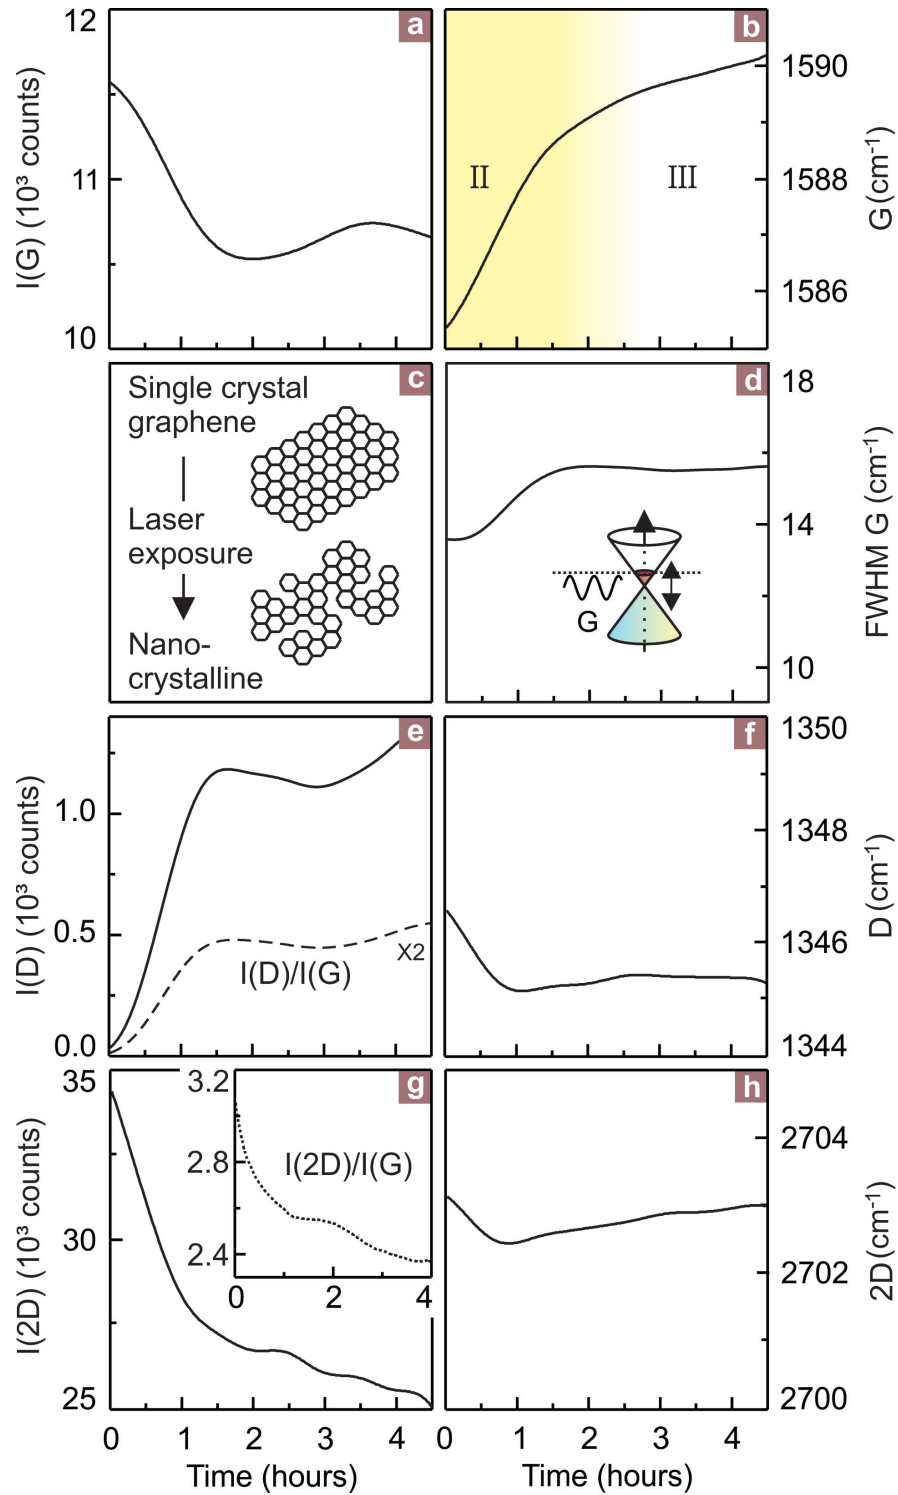 12
11
10
I(G) (10³ counts)
a
b
II
III
1590
1588
1586
G (cm⁻¹)
c
Single crystal
graphene
Laser
exposure
Nano-
crystalline
d
G
18
14
10
FWHM G (cm⁻¹)
e
1.0
0.5
0.0
I(D) (10³ counts)
X2
I(D)/I(G)
f
1350
1348
1346
1344
D (cm⁻¹)
g
35
30
25
I(2D) (10³ counts)
3.2
2.8
2.4
I(2D)/I(G)
0 2 4
0 1 2 3 4
Time (hours)
h
2704
2702
2700
2D (cm⁻¹)
0 1 2 3 4
Time (hours)